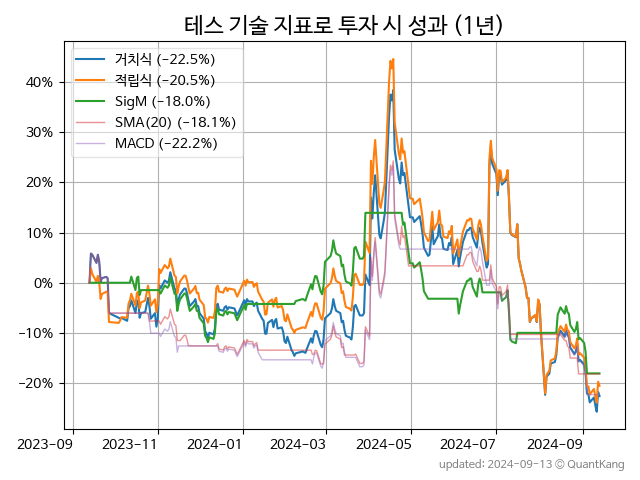 테스 기술 지표로 투자 시 성과 (1년)
거치식 (-22.5%)
적립식 (-20.5%)
SigM (-18.0%)
SMA(20) (-18.1%)
MACD (-22.2%)
40%
30%
20%
10%
0%
-10%
-20%
2023-09 2023-11 2024-01 2024-03 2024-05 2024-07 2024-09
updated: 2024-09-13 © QuantKang